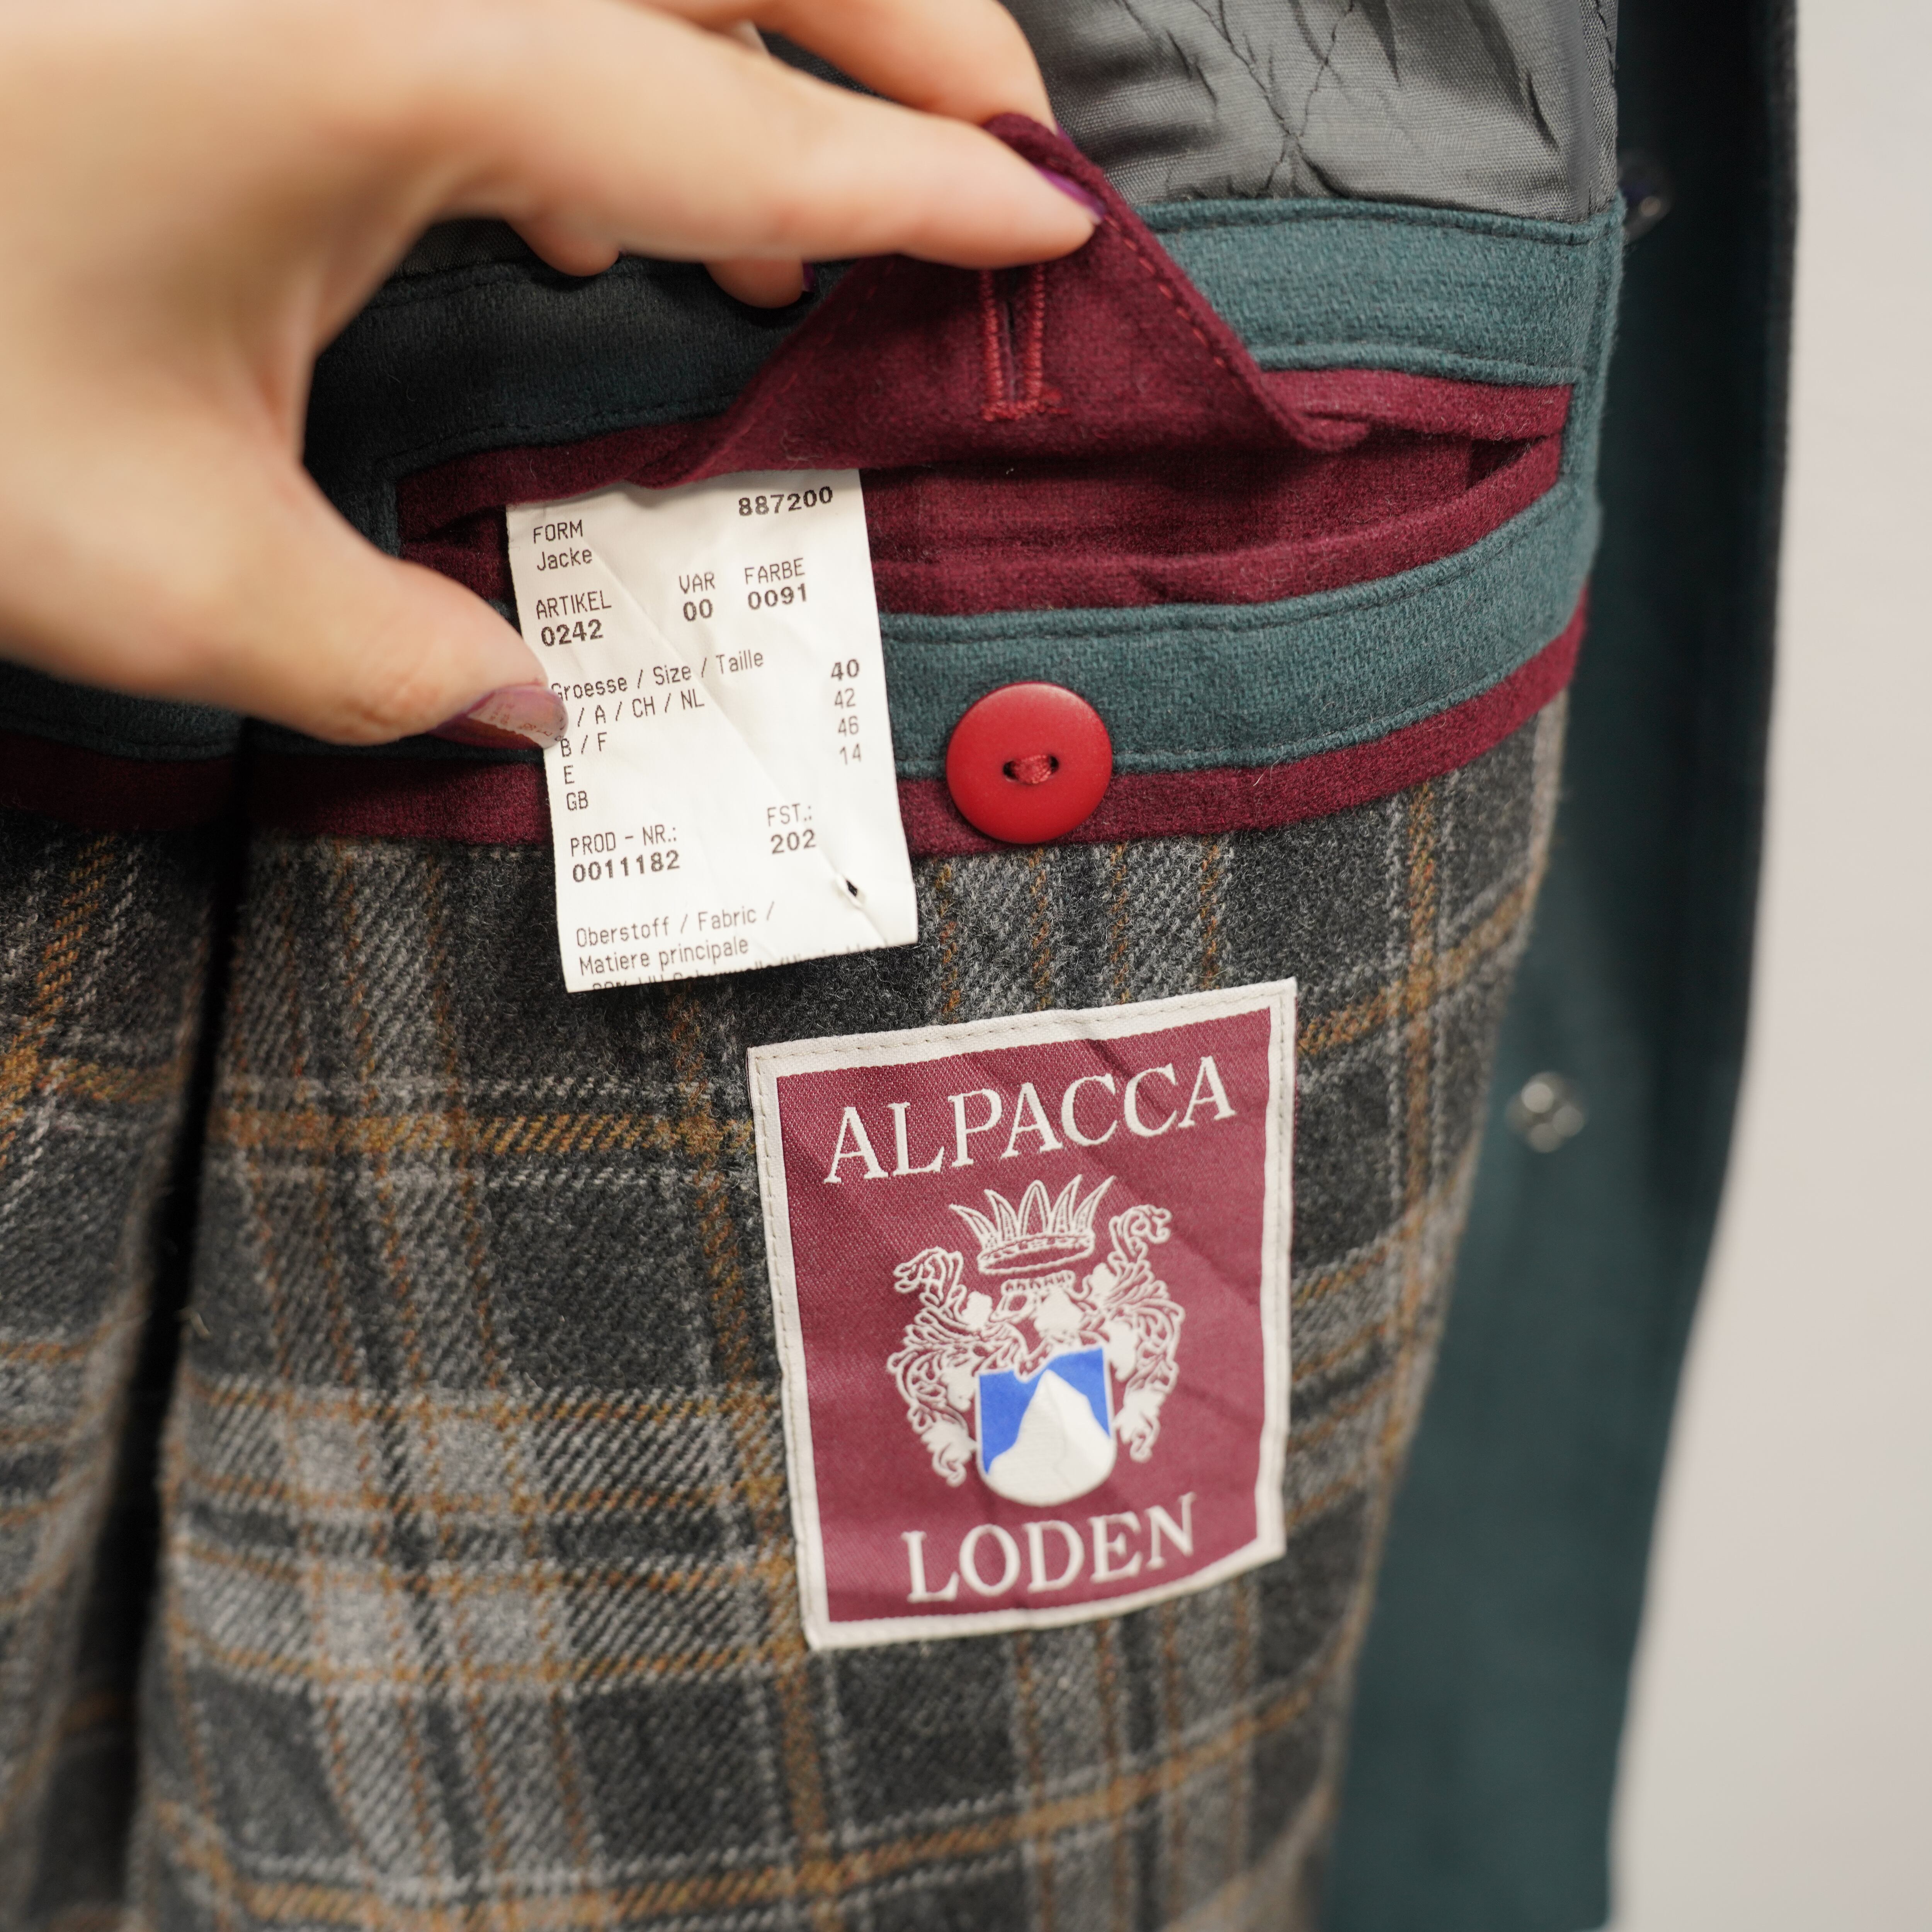 887200
FORM
Jacke
ARTIKEL VAR FARBE
0242 00 0091
Groesse / Size / Taille
/ A / CH / NL 40
B / F 42
E 46
GB 14
PROD - NR.: FST.:
0011182 202
Oberstoff / Fabric /
Matiere principale
ALPACCA
LODEN